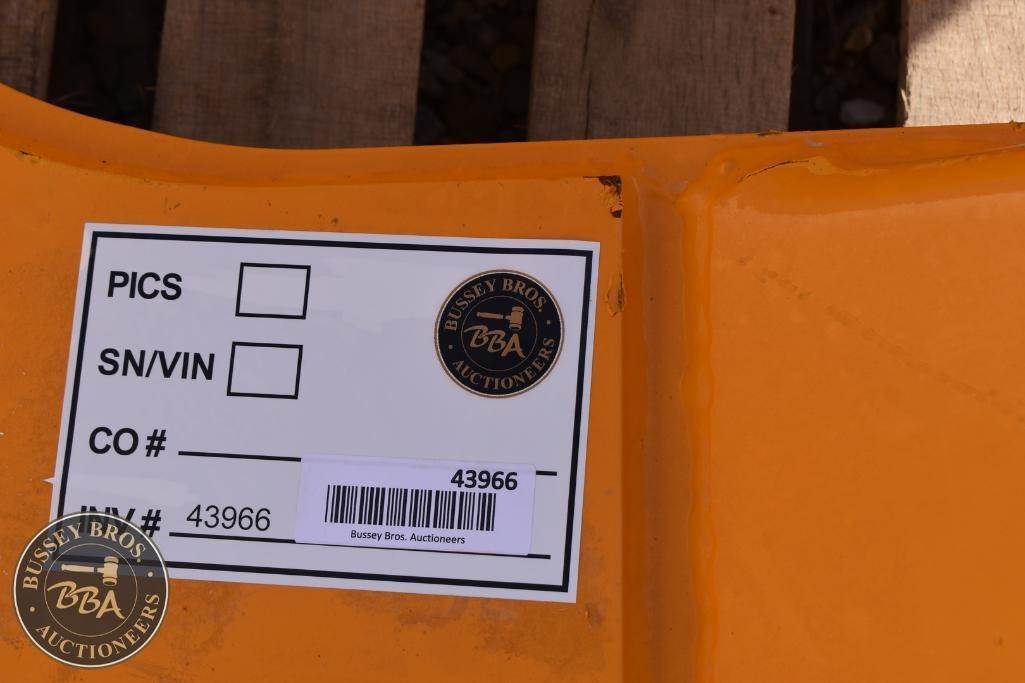 PICS
BUSSEY BROS.
BBA
AUCTIONEERS
SN/VIN
CO #
43966
INV # 43966
Bussey Bros. Auctioneers
BUSSEY BROS.
BBA
AUCTIONEERS